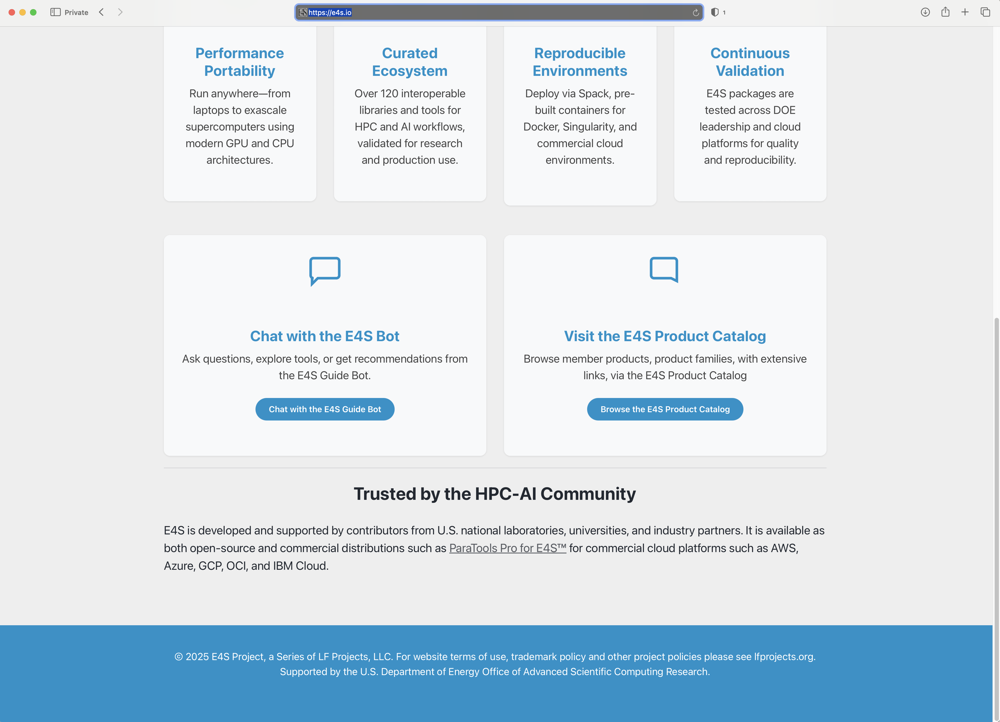 Private
https://e4s.io
1
Performance
Portability
Run anywhere—from
laptops to exascale
supercomputers using
modern GPU and CPU
architectures.
Curated
Ecosystem
Over 120 interoperable
libraries and tools for
HPC and AI workflows,
validated for research
and production use.
Reproducible
Environments
Deploy via Spack, pre-
built containers for
Docker, Singularity, and
commercial cloud
environments.
Continuous
Validation
E4S packages are
tested across DOE
leadership and cloud
platforms for quality
and reproducibility.
Chat with the E4S Bot
Ask questions, explore tools, or get recommendations from
the E4S Guide Bot.
Chat with the E4S Guide Bot
Visit the E4S Product Catalog
Browse member products, product families, with extensive
links, via the E4S Product Catalog
Browse the E4S Product Catalog
Trusted by the HPC-AI Community
E4S is developed and supported by contributors from U.S. national laboratories, universities, and industry partners. It is available as
both open-source and commercial distributions such as ParaTools Pro for E4S™ for commercial cloud platforms such as AWS,
Azure, GCP, OCI, and IBM Cloud.
© 2025 E4S Project, a Series of LF Projects, LLC. For website terms of use, trademark policy and other project policies please see lfprojects.org.
Supported by the U.S. Department of Energy Office of Advanced Scientific Computing Research.